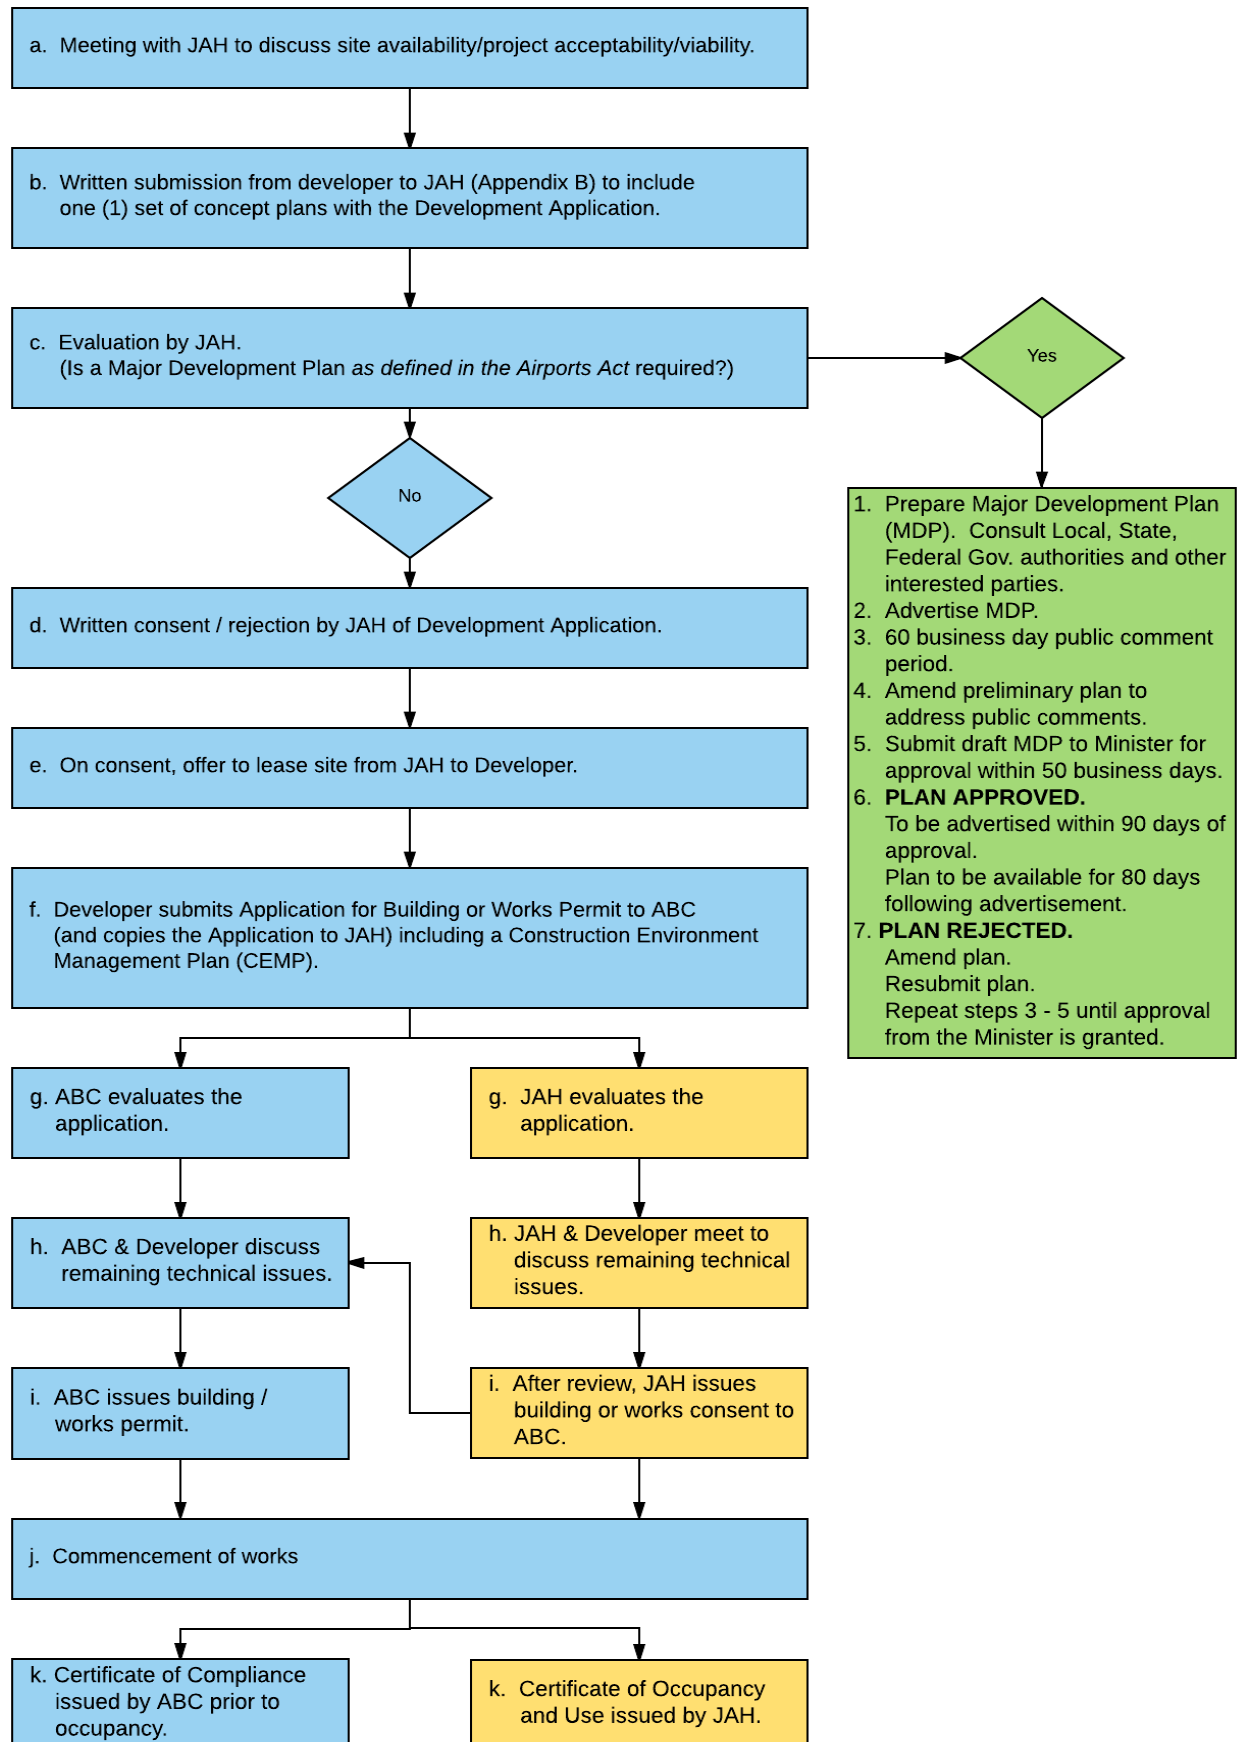 a. Meeting with JAH to discuss site availability/project acceptability/viability.
b. Written submission from developer to JAH (Appendix B) to include
one (1) set of concept plans with the Development Application.
c. Evaluation by JAH.
(Is a Major Development Plan as defined in the Airports Act required?)
Yes
No
1. Prepare Major Development Plan
(MDP). Consult Local, State,
Federal Gov. authorities and other
interested parties.
2. Advertise MDP.
3. 60 business day public comment
period.
4. Amend preliminary plan to
address public comments.
5. Submit draft MDP to Minister for
approval within 50 business days.
6. PLAN APPROVED.
To be advertised within 90 days of
approval.
Plan to be available for 80 days
following advertisement.
7. PLAN REJECTED.
Amend plan.
Resubmit plan.
Repeat steps 3 - 5 until approval
from the Minister is granted.
d. Written consent / rejection by JAH of Development Application.
e. On consent, offer to lease site from JAH to Developer.
f. Developer submits Application for Building or Works Permit to ABC
(and copies the Application to JAH) including a Construction Environment
Management Plan (CEMP).
g. ABC evaluates the
application.
g. JAH evaluates the
application.
h. ABC & Developer discuss
remaining technical issues.
h. JAH & Developer meet to
discuss remaining technical
issues.
i. ABC issues building /
works permit.
i. After review, JAH issues
building or works consent to
ABC.
j. Commencement of works
k. Certificate of Compliance
issued by ABC prior to
occupancy.
k. Certificate of Occupancy
and Use issued by JAH.